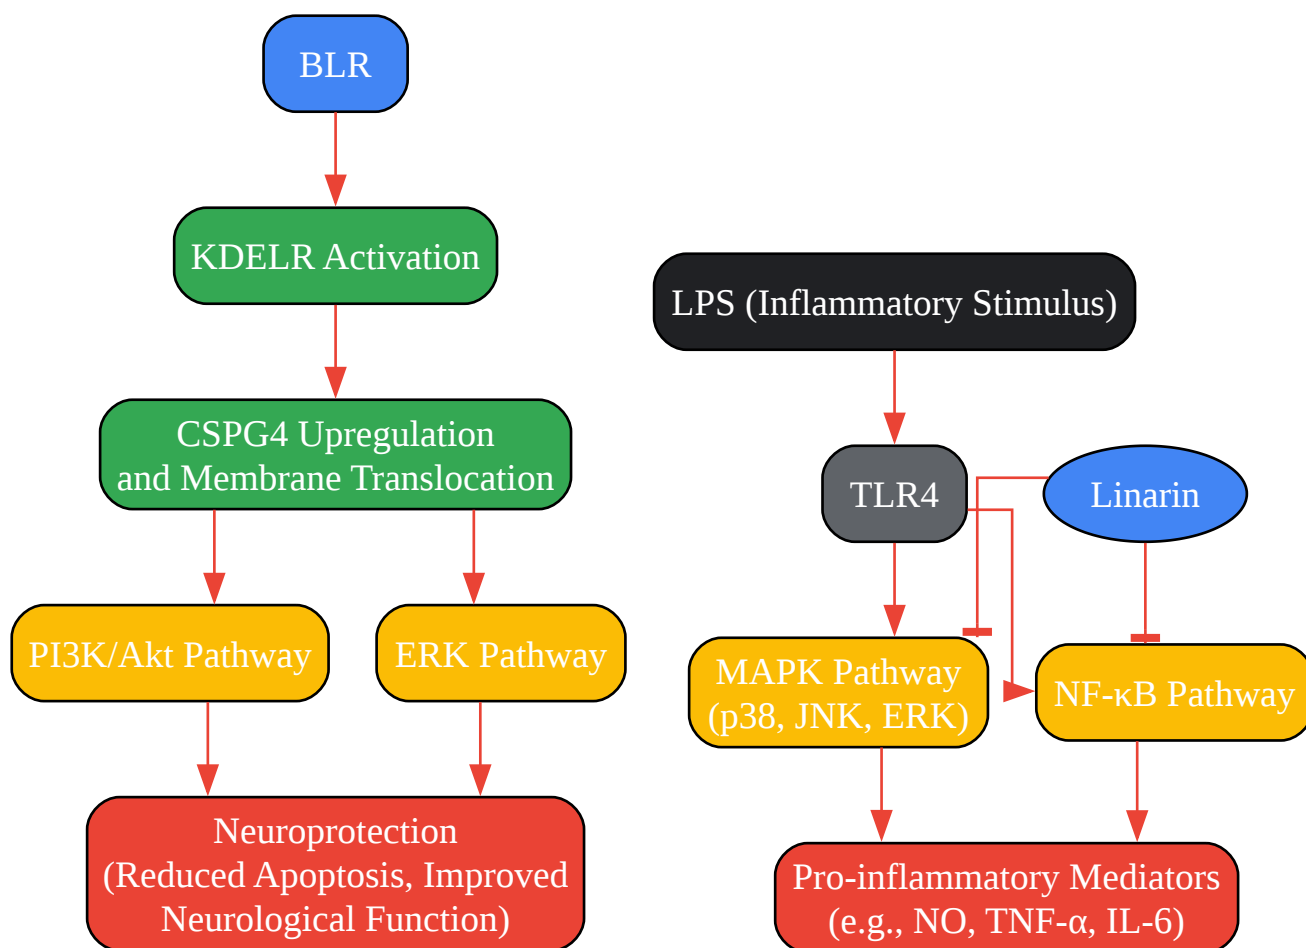 BLR
KDELR Activation
CSPG4 Upregulation
and Membrane Translocation
PI3K/Akt Pathway
ERK Pathway
Neuroprotection
(Reduced Apoptosis, Improved
Neurological Function)
LPS (Inflammatory Stimulus)
TLR4
Linarin
MAPK Pathway
(p38, JNK, ERK)
NF-κB Pathway
Pro-inflammatory Mediators
(e.g., NO, TNF-α, IL-6)